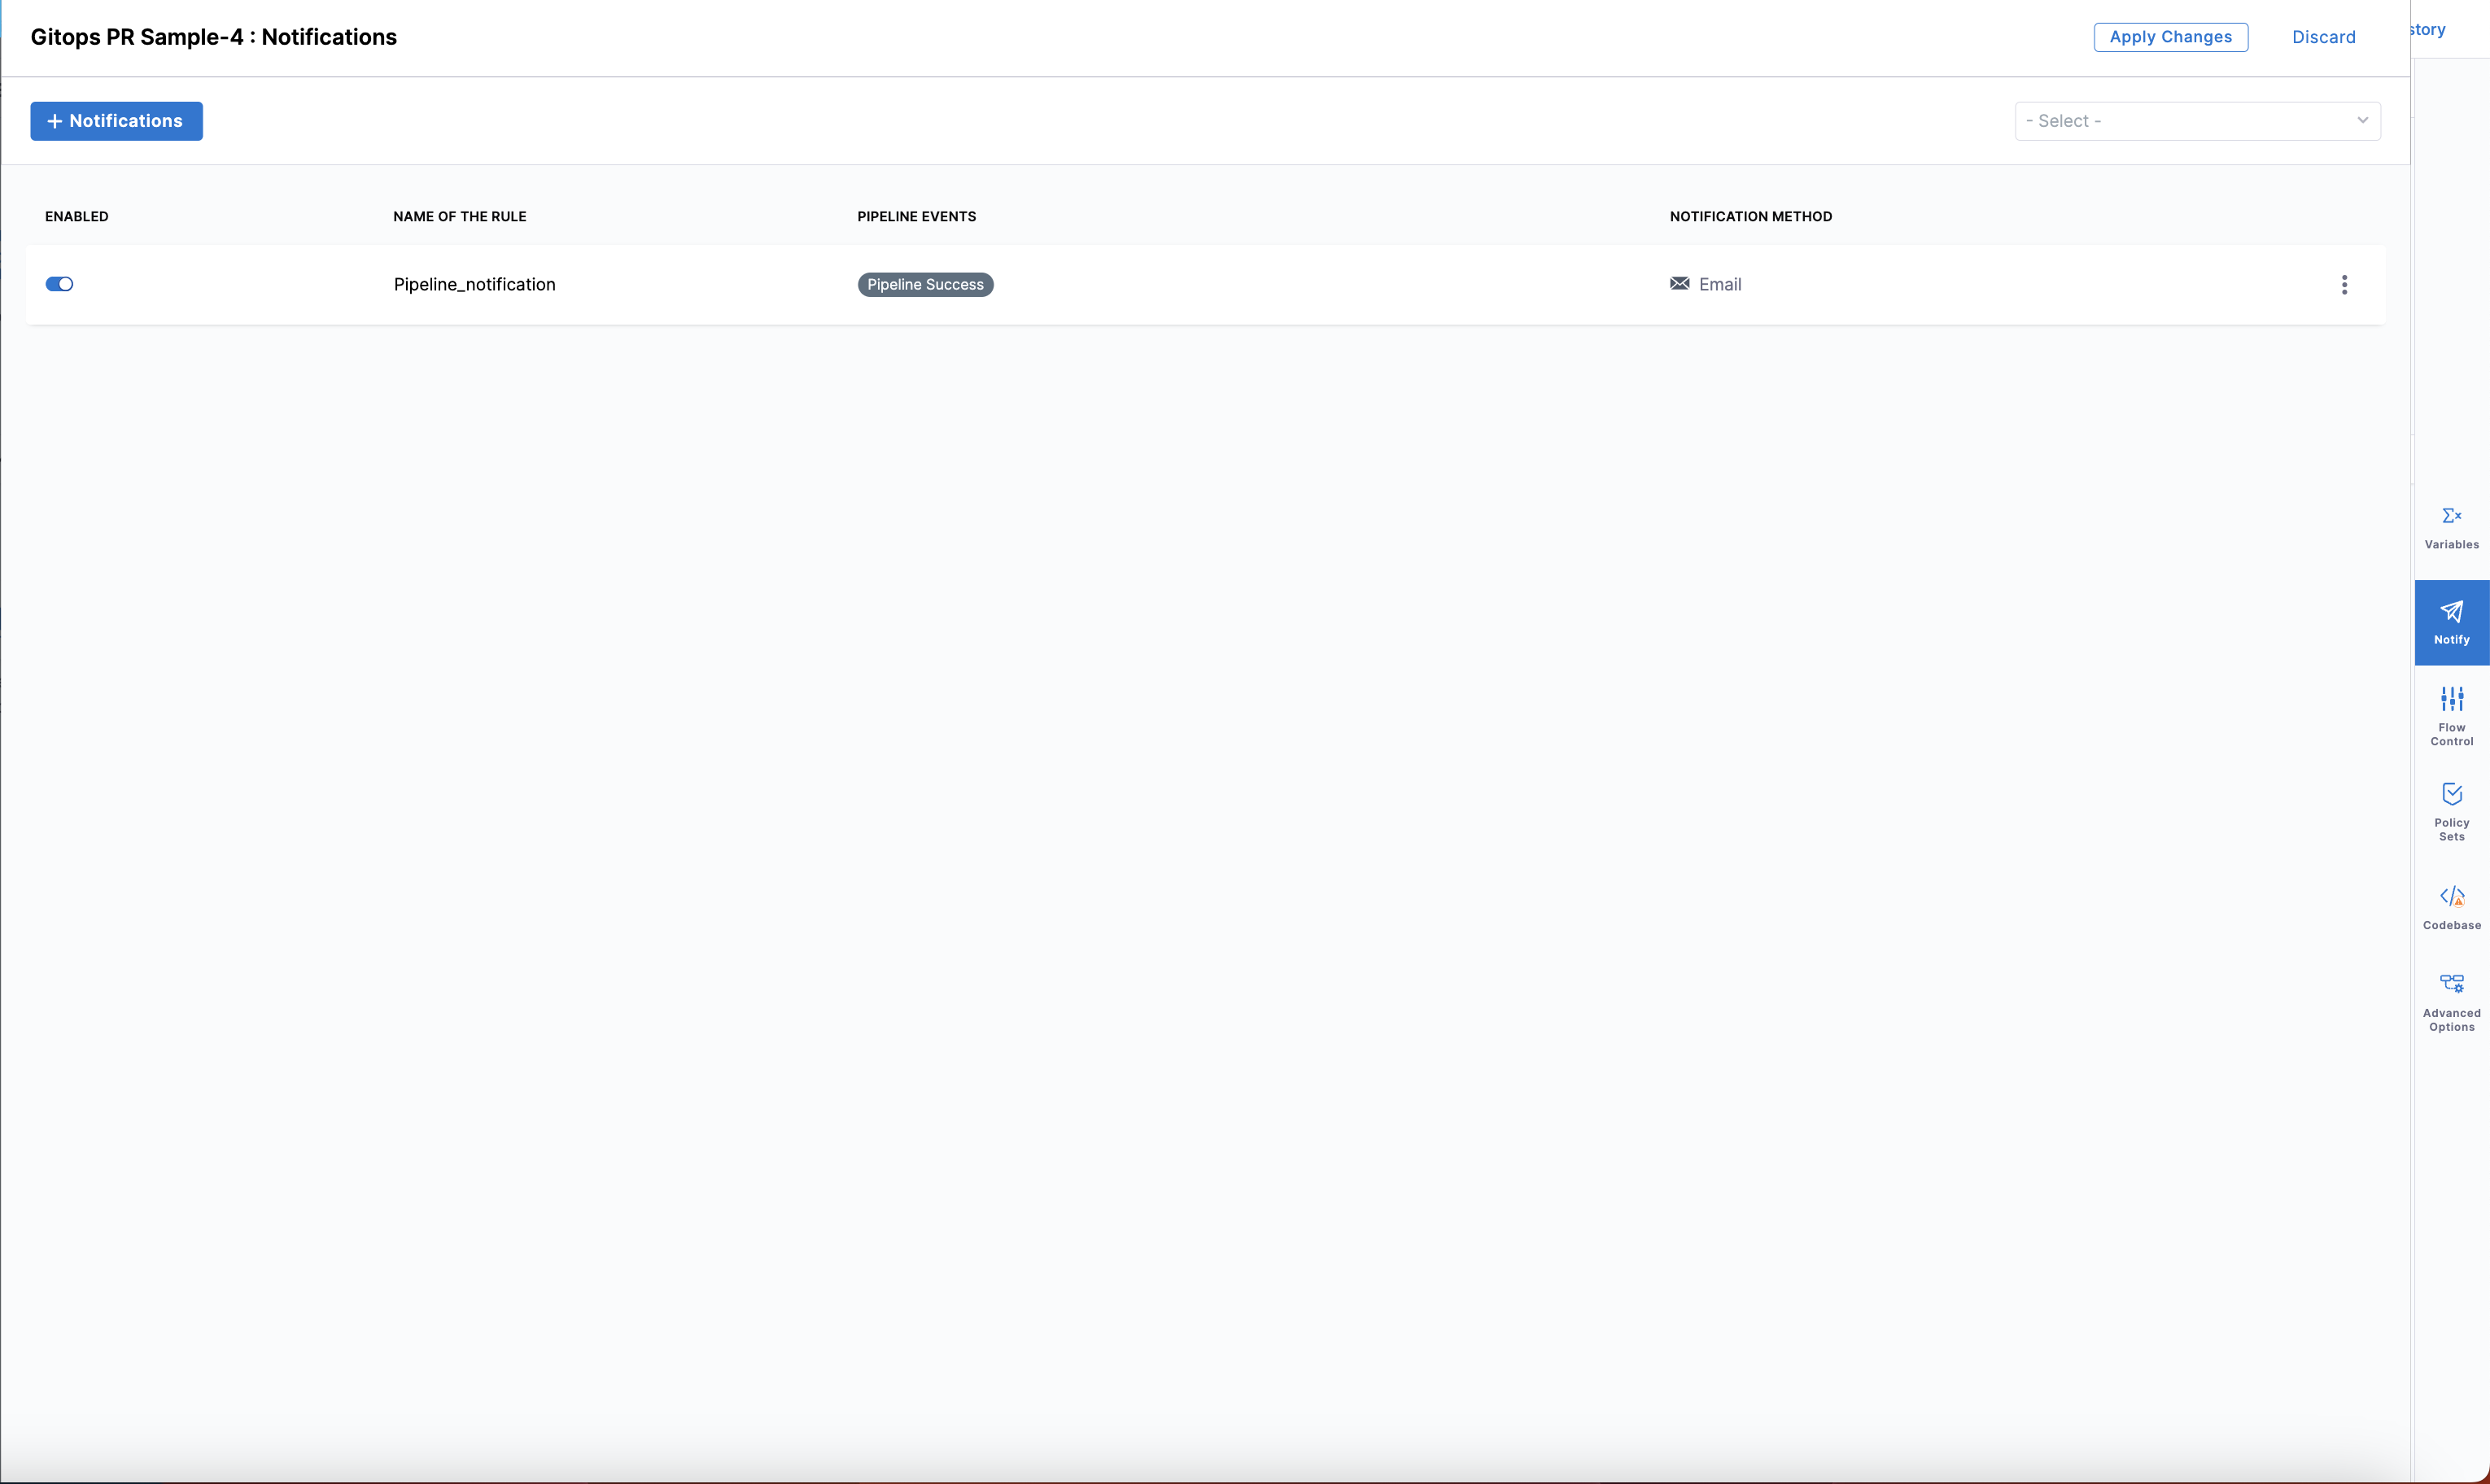 Gitops PR Sample-4 : Notifications
Apply Changes
Discard
story
+ Notifications
- Select -
ENABLED
NAME OF THE RULE
PIPELINE EVENTS
NOTIFICATION METHOD
Pipeline_notification
Pipeline Success
Email
Variables
Notify
Flow
Control
Policy
Sets
Codebase
Advanced
Options